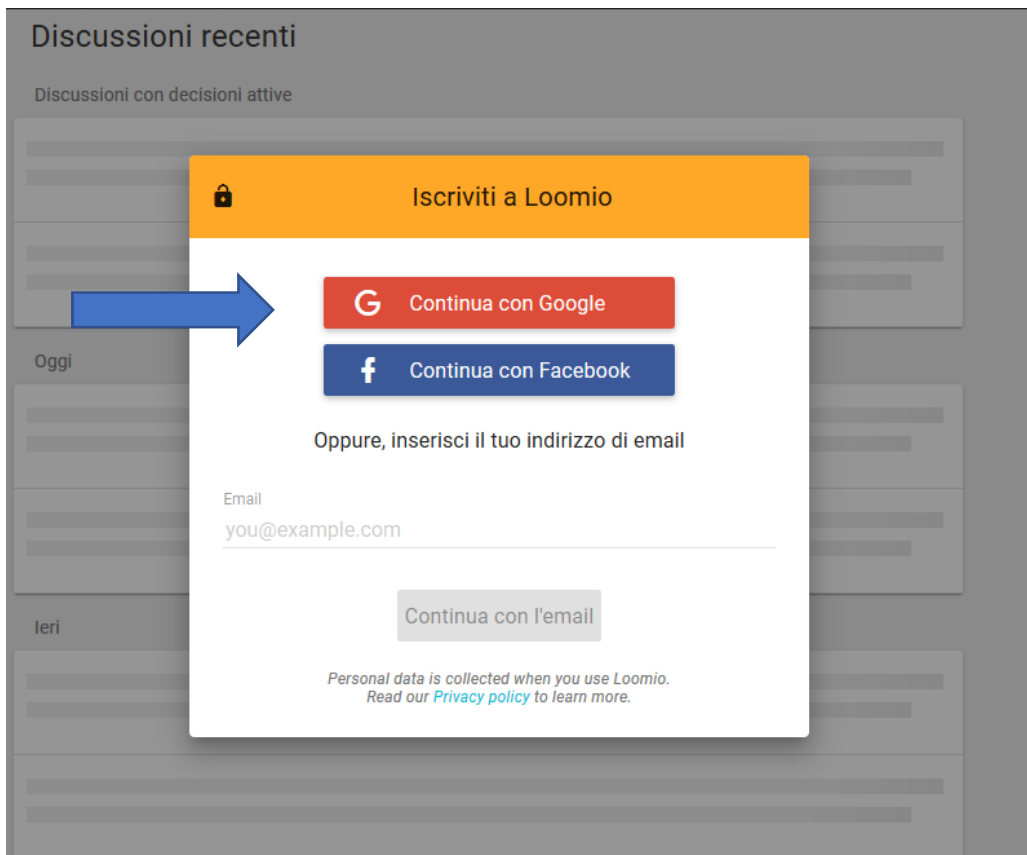 Discussioni recenti
Discussioni con decisioni attive
Iscriviti a Loomio
Continua con Google
Continua con Facebook
Oppure, inserisci il tuo indirizzo di email
Email
you@example.com
Continua con l'email
Personal data is collected when you use Loomio.
Read our Privacy policy to learn more.
Oggi
Ieri